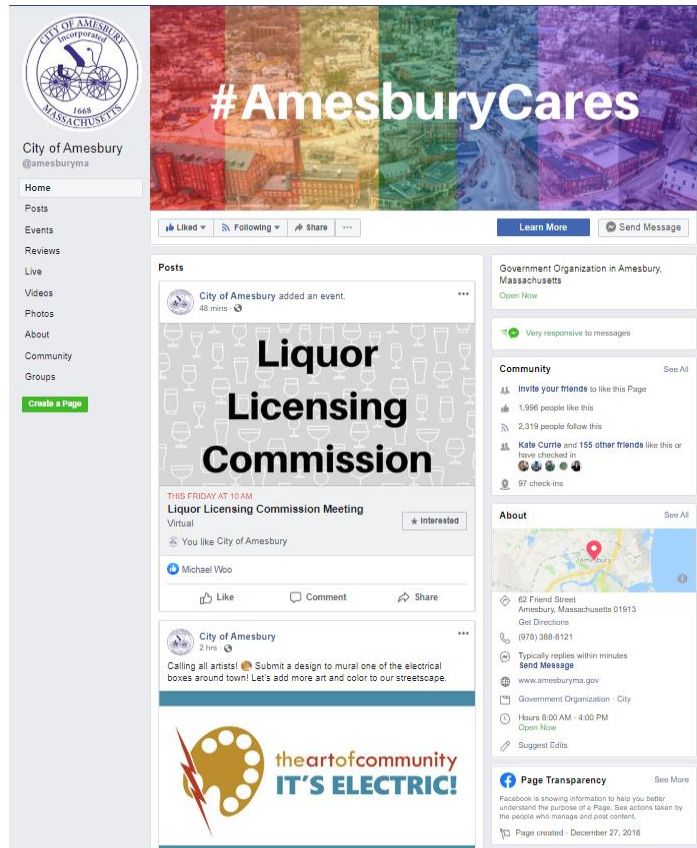 CITY OF AMESBURY
Incorporated
1668
MASSACHUSETTS
#AmesburyCares
City of Amesbury
@amesburyma
Home
Posts
Events
Reviews
Live
Videos
Photos
About
Community
Groups
Create a Page
Liked
Following
Share
Learn More
Send Message
Posts
City of Amesbury added an event.
48 mins ·
Liquor
Licensing
Commission
THIS FRIDAY AT 10 AM
Liquor Licensing Commission Meeting
Virtual
Interested
You like City of Amesbury
Michael Woo
Like
Comment
Share
City of Amesbury
2 hrs ·
Calling all artists! 🎨 Submit a design to mural one of the electrical
boxes around town! Let's add more art and color to our streetscape.
theartofcommunity
IT'S ELECTRIC!
Government Organization in Amesbury,
Massachusetts
Open Now
Very responsive to messages
Community
See All
Invite your friends to like this Page
1,996 people like this
2,319 people follow this
Kate Currie and 155 other friends like this or
have checked in
97 check-ins
About
See All
Amesbury
62 Friend Street
Amesbury, Massachusetts 01913
Get Directions
(978) 388-8121
Typically replies within minutes
Send Message
www.amesburyma.gov
Government Organization · City
Hours 8:00 AM - 4:00 PM
Open Now
Suggest Edits
Page Transparency
See More
Facebook is showing information to help you better
understand the purpose of a Page. See actions taken by
the people who manage and post content.
Page created - December 27, 2016